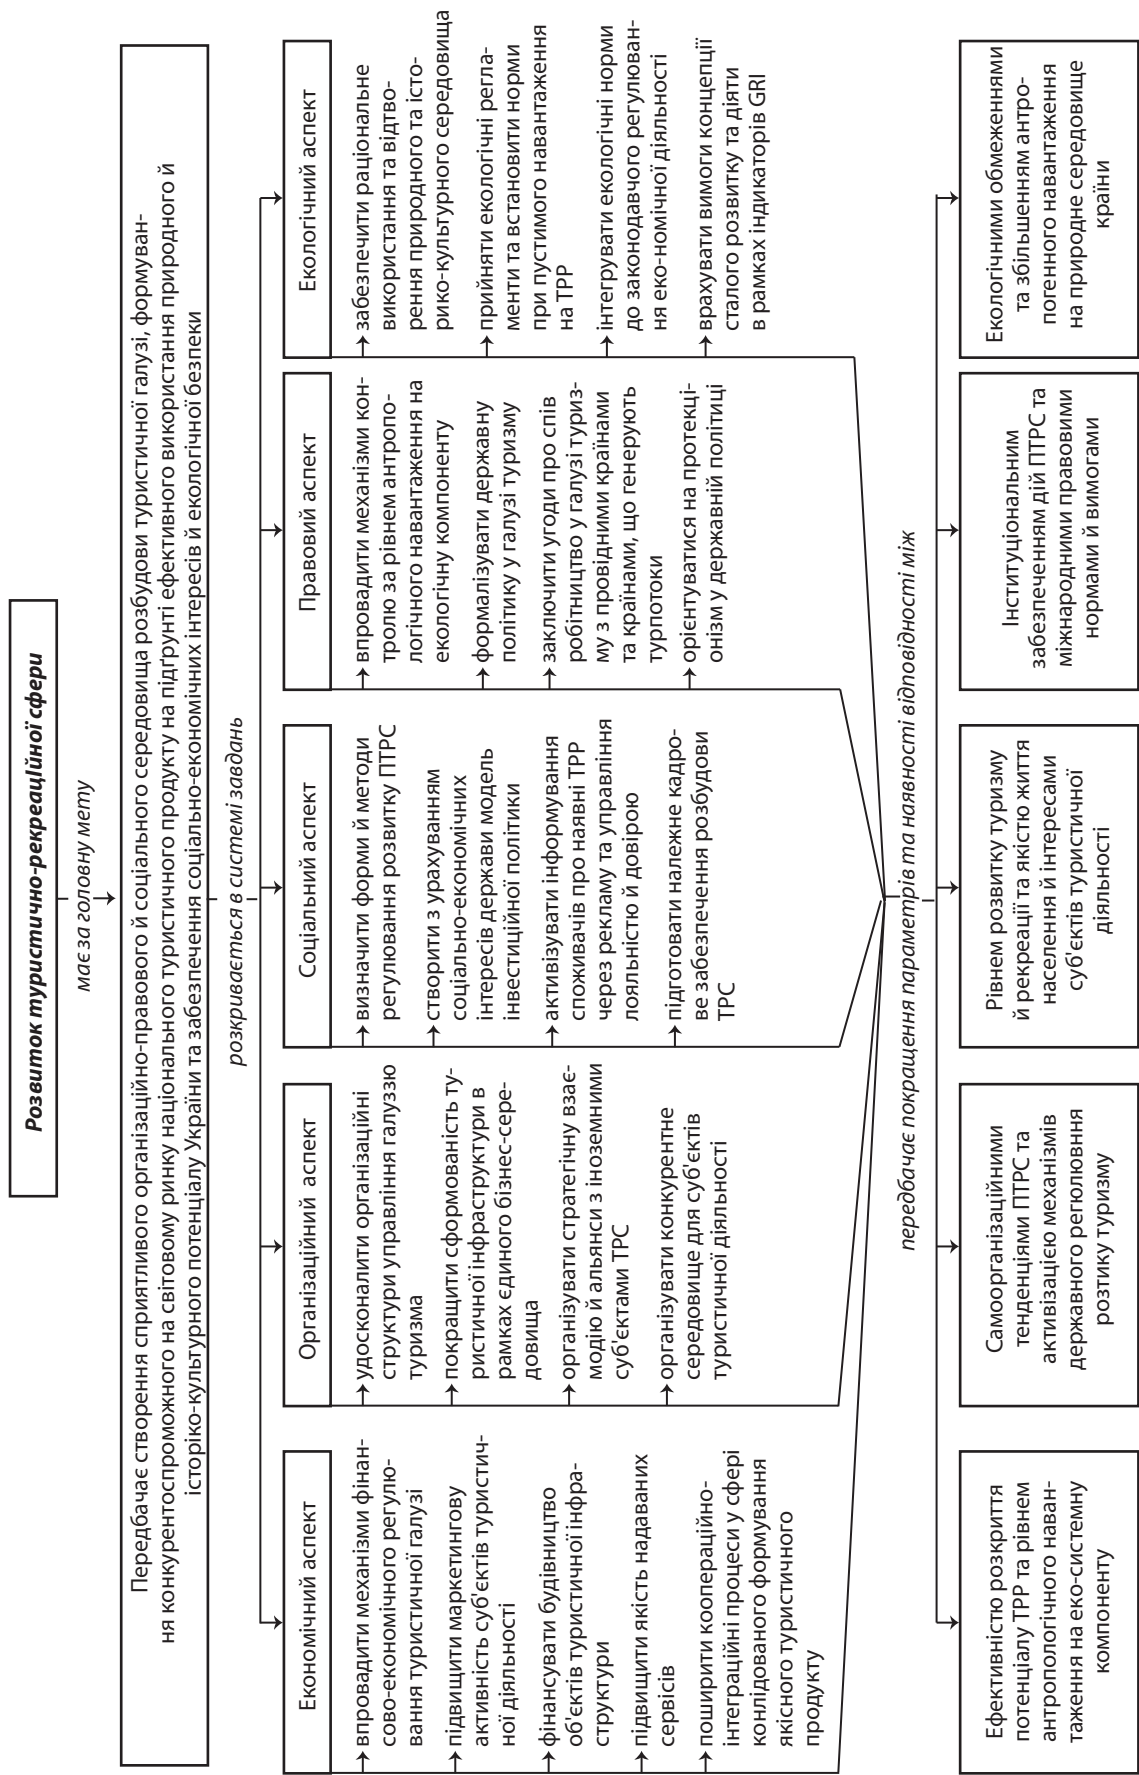 Розвиток туристично-рекреаційної сфери
має за головну мету
Передбачає створення сприятливого організаційно-правового й соціального середовища розбудови туристичної галузі, формуван-
ня конкурентоспроможного на світовому ринку національного туристичного продукту на підґрунті ефективного використання природного й
історіко-культурного потенціалу України та забезпечення соціально-економічних інтересів й екологічної безпеки
розкривається в системі завдань
Економічний аспект
впровадити механізми фінан-
сово-економічного регулю-
вання туристичної галузі
підвищити маркетингову
активність суб'єктів туристич-
ної діяльності
фінансувати будівництво
об'єктів туристичної інфра-
структури
підвищити якість надаваних
сервісів
поширити коопераційно-
інтеграційні процеси у сфері
конлідованого формування
якісного туристичного
продукту
Організаційний аспект
удосконалити організаційні
структури управління галуззю
туризма
покращити сформованість ту-
ристичної інфраструктури в
рамках єдиного бізнес-сере-
довища
організувати стратегічну взає-
модію й альянси з іноземними
суб'єктами ТРС
організувати конкурентне
середовище для суб'єктів
туристичної діяльності
Соціальний аспект
визначити форми й методи
регулювання розвитку ПТРС
створити з урахуванням
соціально-економічних
інтересів держави модель
інвестиційної політики
активізувати інформування
споживачів про наявні ТРР
через рекламу та управління
лояльністю й довірою
підготовати належне кадро-
ве забезпечення розбудови
ТРС
Правовий аспект
впровадити механізми кон-
тролю за рівнем антропо-
логічного навантаження на
екологічну компоненту
формалізувати державну
політику у галузі туризму
заключити угоди про спів
робітництво у галузі туриз-
му з провідними країнами
та країнами, що генерують
турпотоки
орієнтуватися на протекці-
онізм у державній політиці
Екологічний аспект
забезпечити раціональне
використання та відтво-
рення природного та істо-
рико-культурного середовища
прийняти екологічні регла-
менти та встановити норми
при пустимого навантаження
на ТРР
інтегрувати екологічні норми
до законодавчого регулюван-
ня еко-номічної діяльності
врахувати вимоги концепції
сталого розвитку та діяти
в рамках індикаторів GRI
передбачає покращення параметрів та наявності відповідності між
Ефективністю розкриття
потенціалу ТРР та рівнем
антропологічного наван-
таження на еко-системну
компоненту
Самоорганізаційними
тенденціями ПТРС та
активізацією механізмів
державного регюлювння
розтику туризму
Рівнем розвитку туризму
й рекреації та якістю життя
населення й інтересами
суб'єктів туристичної
діяльності
Інституціональним
забезпеченням дій ПТРС та
міжнародними правовими
нормами й вимогами
Екологічними обмеженнями
та збільшенням антро-
погенного навантаження
на природне середовище
країни